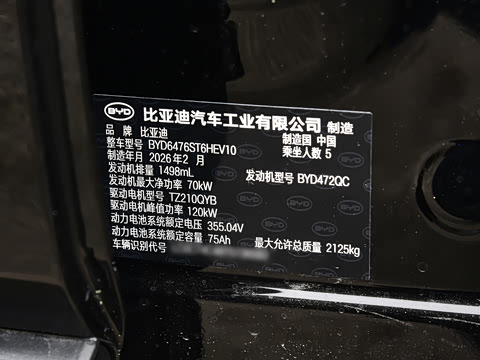 BYD 比亚迪汽车工业有限公司 制造
品牌 比亚迪 制造国 中国
整车型号 BYD6476ST6HEV10 乘坐人数 5
制造年月 2026年2月
发动机排量 1498mL 发动机型号 BYD472QC
发动机最大净功率 70kW
驱动电机型号 TZ210QYB
驱动电机峰值功率 120kW
动力电池系统额定电压 355.04V
动力电池系统额定容量 75Ah 最大允许总质量 2125kg
车辆识别代号